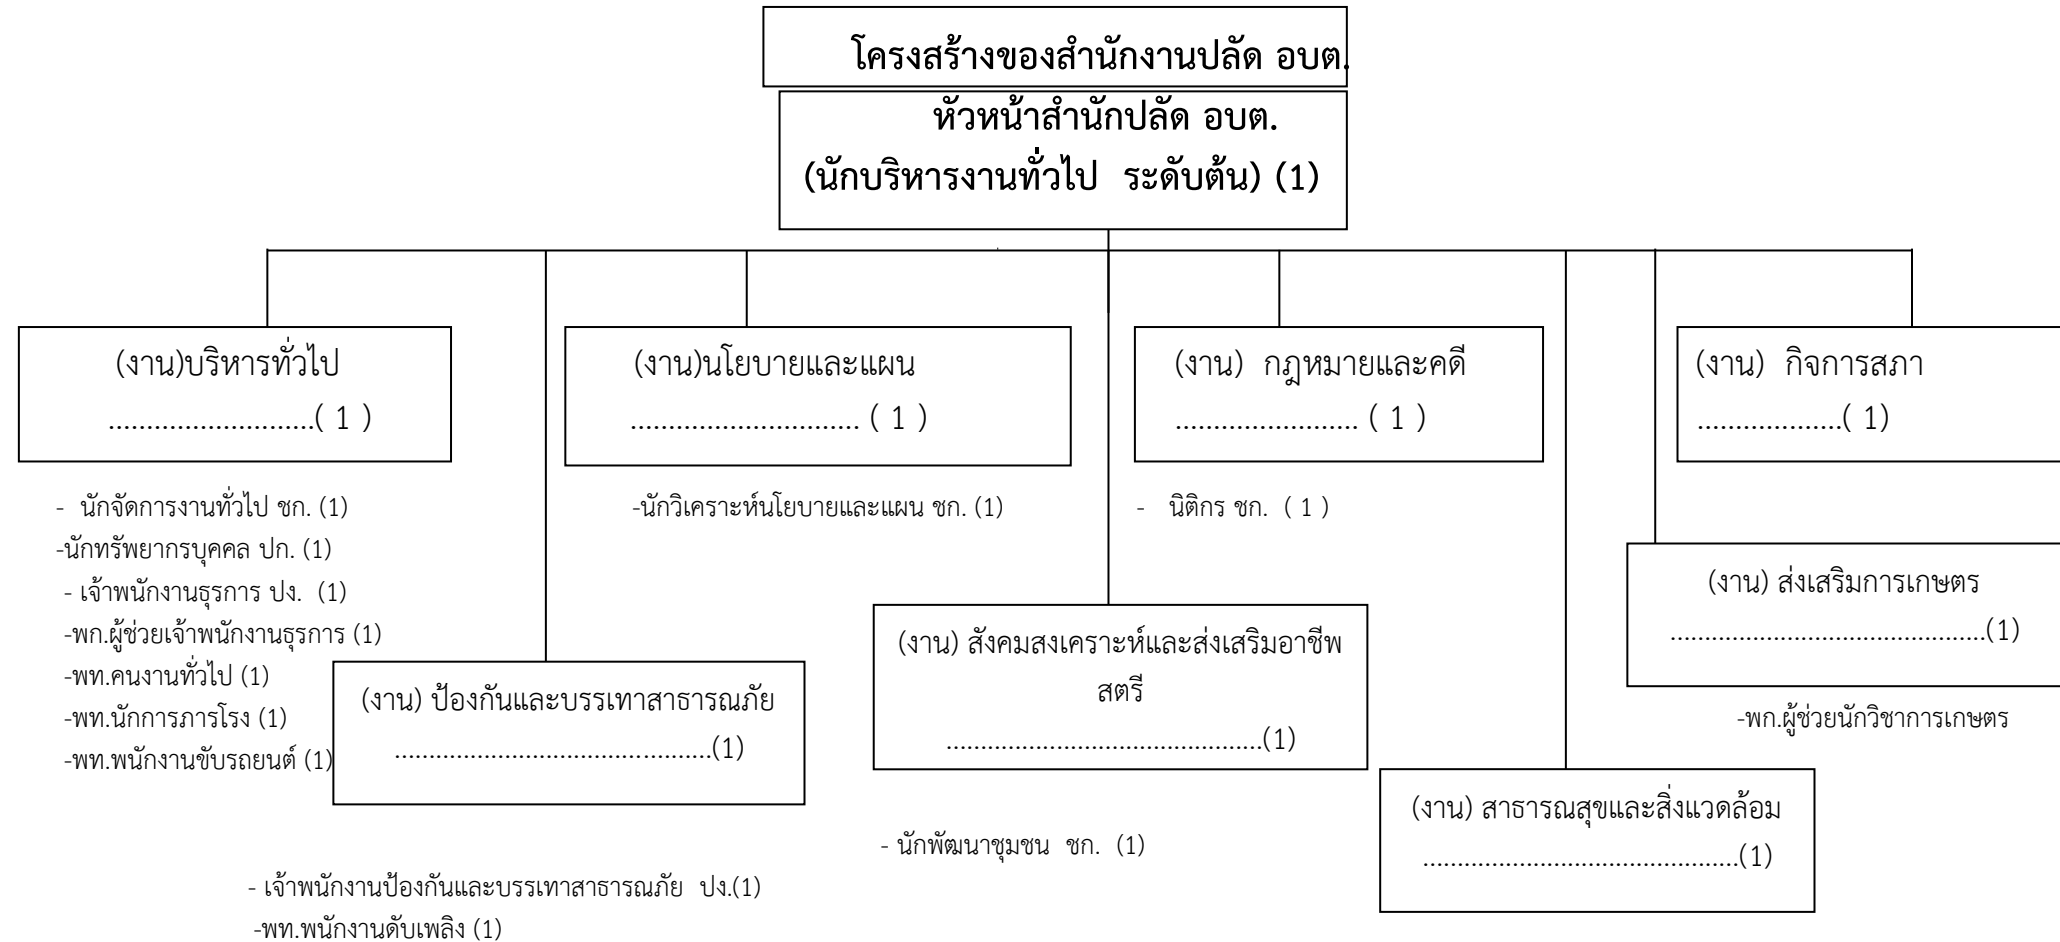 โครงสร้างของสำนักงานปลัด อบต.
หัวหน้าสำนักปลัด อบต.
(นักบริหารงานทั่วไป ระดับต้น) (1)
(งาน)บริหารทั่วไป
...........................( 1 )
- นักจัดการงานทั่วไป ชก. (1)
-นักทรัพยากรบุคคล ปก. (1)
- เจ้าพนักงานธุรการ ปง. (1)
-พก.ผู้ช่วยเจ้าพนักงานธุรการ (1)
-พท.คนงานทั่วไป (1)
-พท.นักการภารโรง (1)
-พท.พนักงานขับรถยนต์ (1)
(งาน)นโยบายและแผน
.............................. ( 1 )
-นักวิเคราะห์นโยบายและแผน ชก. (1)
(งาน) กฎหมายและคดี
........................ ( 1 )
- นิติกร ชก. ( 1 )
(งาน) กิจการสภา
...................( 1)
(งาน) ป้องกันและบรรเทาสาธารณภัย
..............................................(1)
- เจ้าพนักงานป้องกันและบรรเทาสาธารณภัย ปง.(1)
-พท.พนักงานดับเพลิง (1)
(งาน) สังคมสงเคราะห์และส่งเสริมอาชีพ
สตรี
..............................................(1)
- นักพัฒนาชุมชน ชก. (1)
(งาน) สาธารณสุขและสิ่งแวดล้อม
..............................................(1)
(งาน) ส่งเสริมการเกษตร
..............................................(1)
-พก.ผู้ช่วยนักวิชาการเกษตร